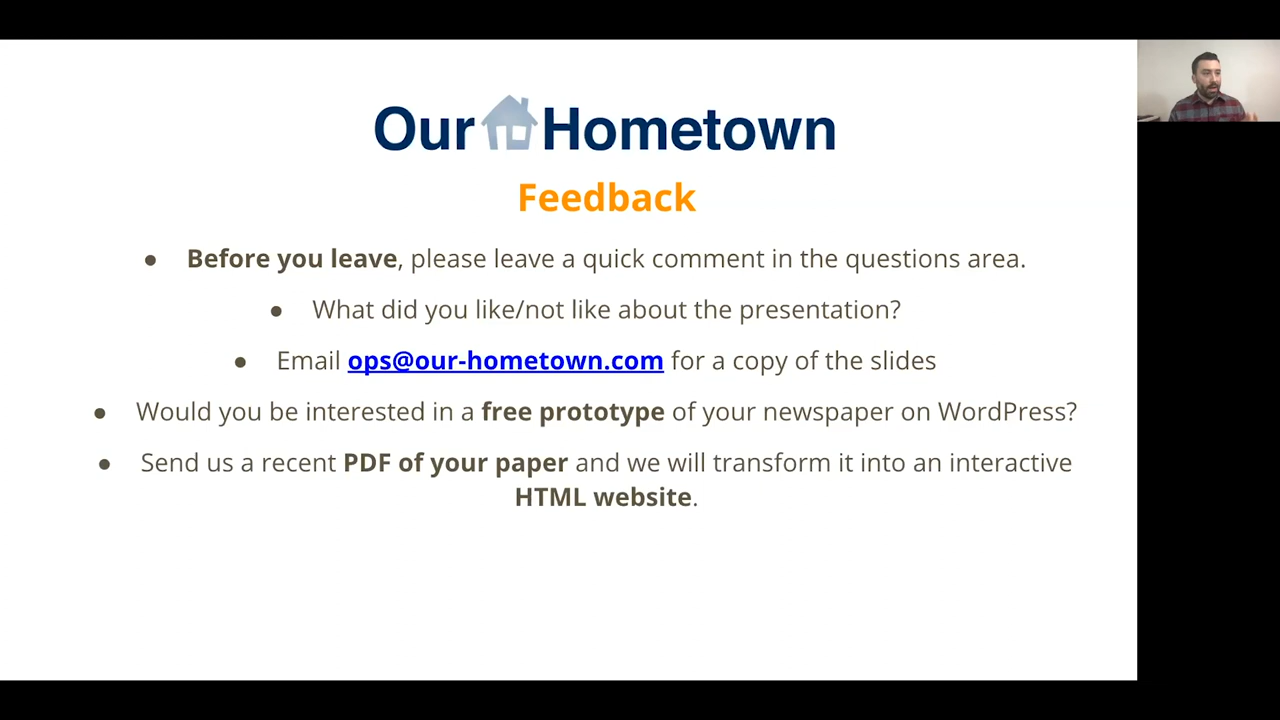 Our Hometown
Feedback
● Before you leave, please leave a quick comment in the questions area.
● What did you like/not like about the presentation?
● Email ops@our-hometown.com for a copy of the slides
● Would you be interested in a free prototype of your newspaper on WordPress?
● Send us a recent PDF of your paper and we will transform it into an interactive
HTML website.